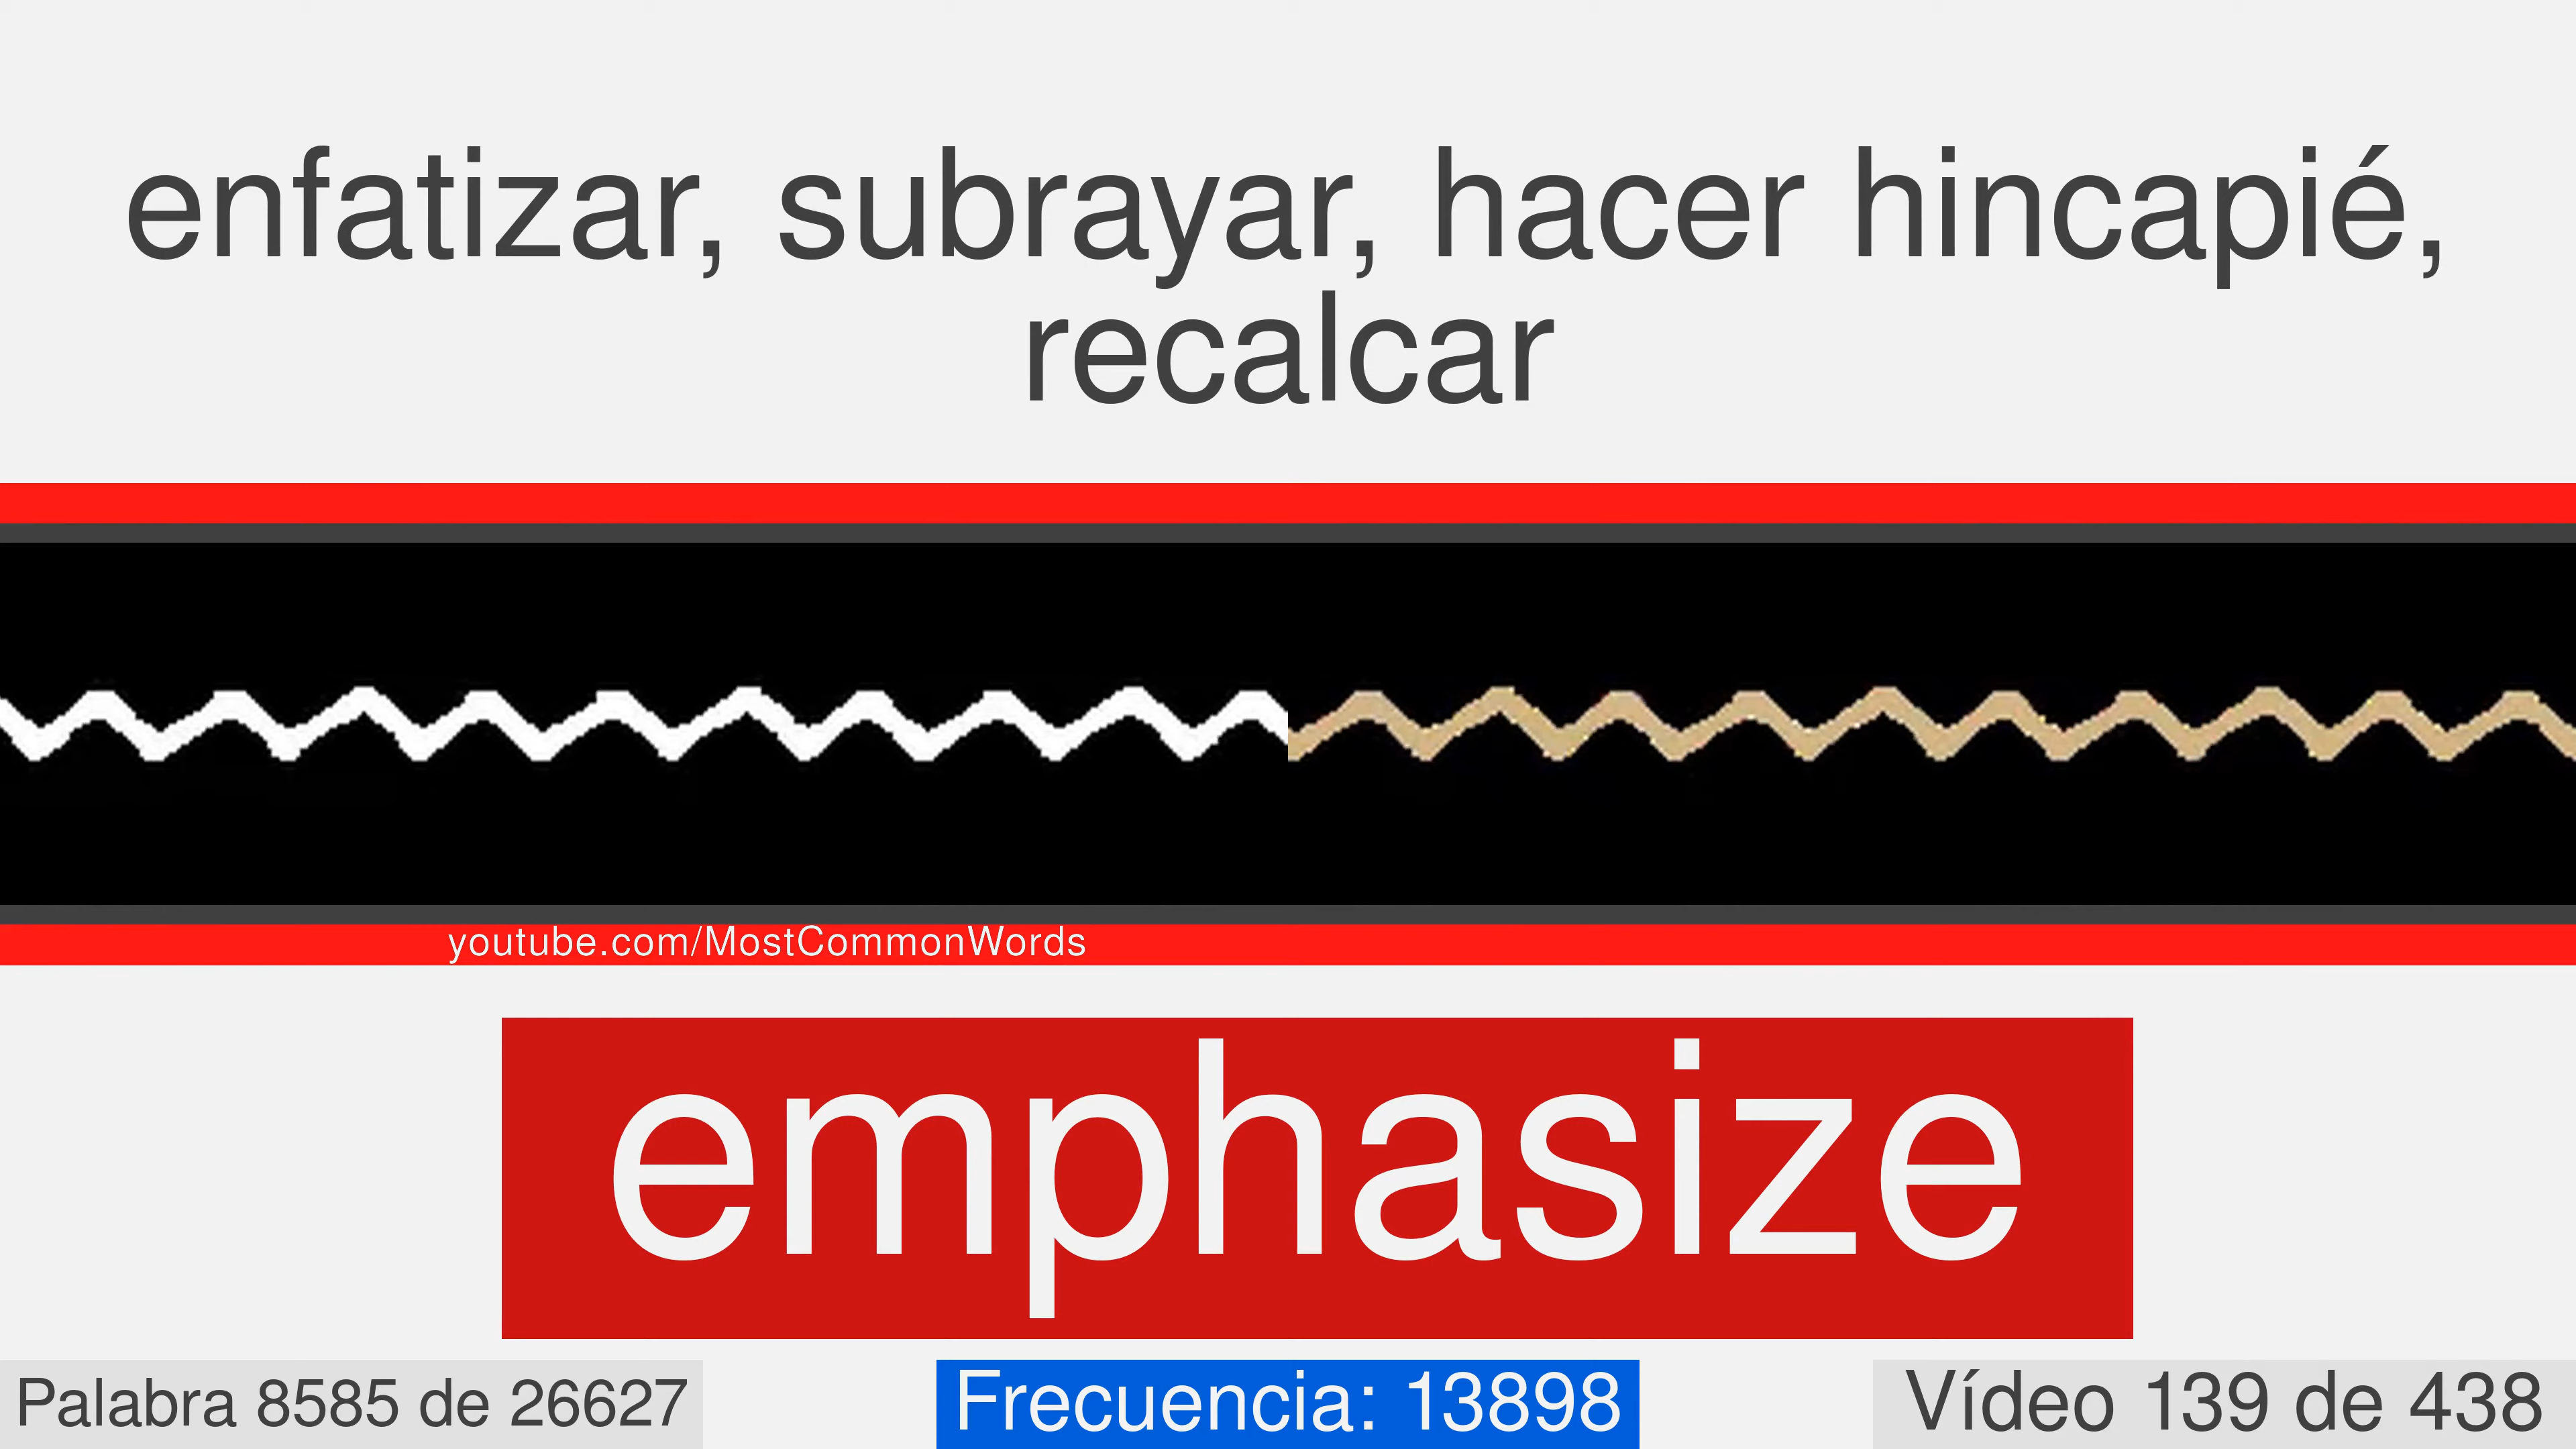 enfatizar, subrayar, hacer hincapié,
recalcar
youtube.com/MostCommonWords
emphasize
Palabra 8585 de 26627
Frecuencia: 13898
Vídeo 139 de 438